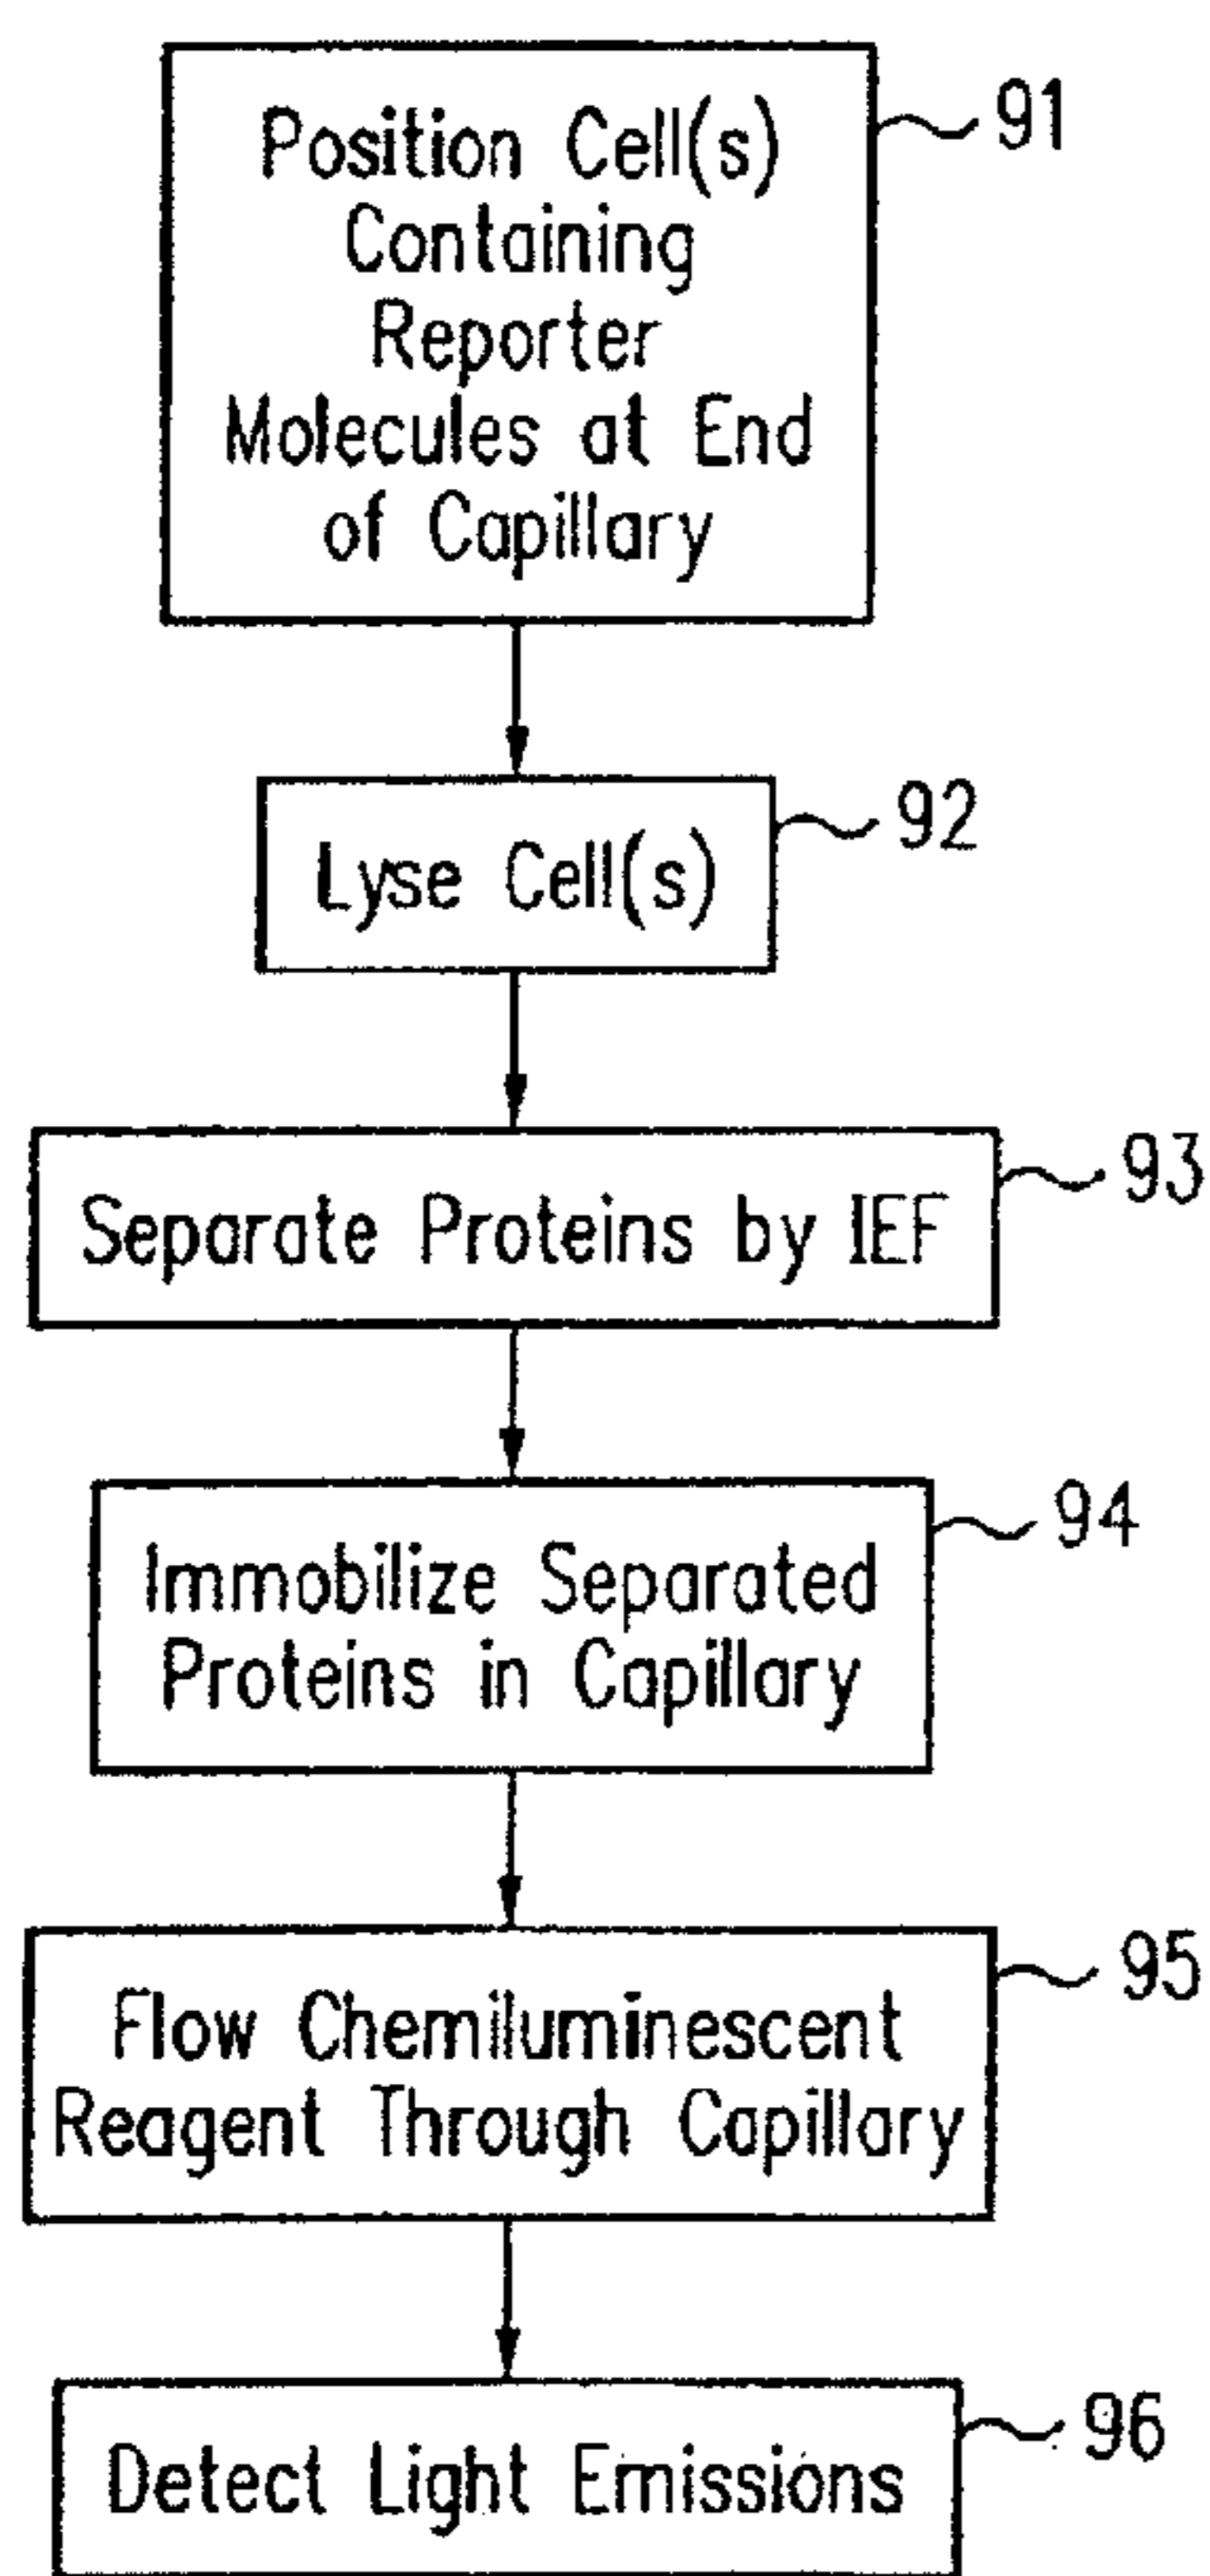 Position Cell(s)
Containing
Reporter
Molecules at End
of Capillary
91
Lyse Cell(s)
92
Separate Proteins by IEF
93
Immobilize Separated
Proteins in Capillary
94
Flow Chemiluminescent
Reagent Through Capillary
95
Detect Light Emissions
96